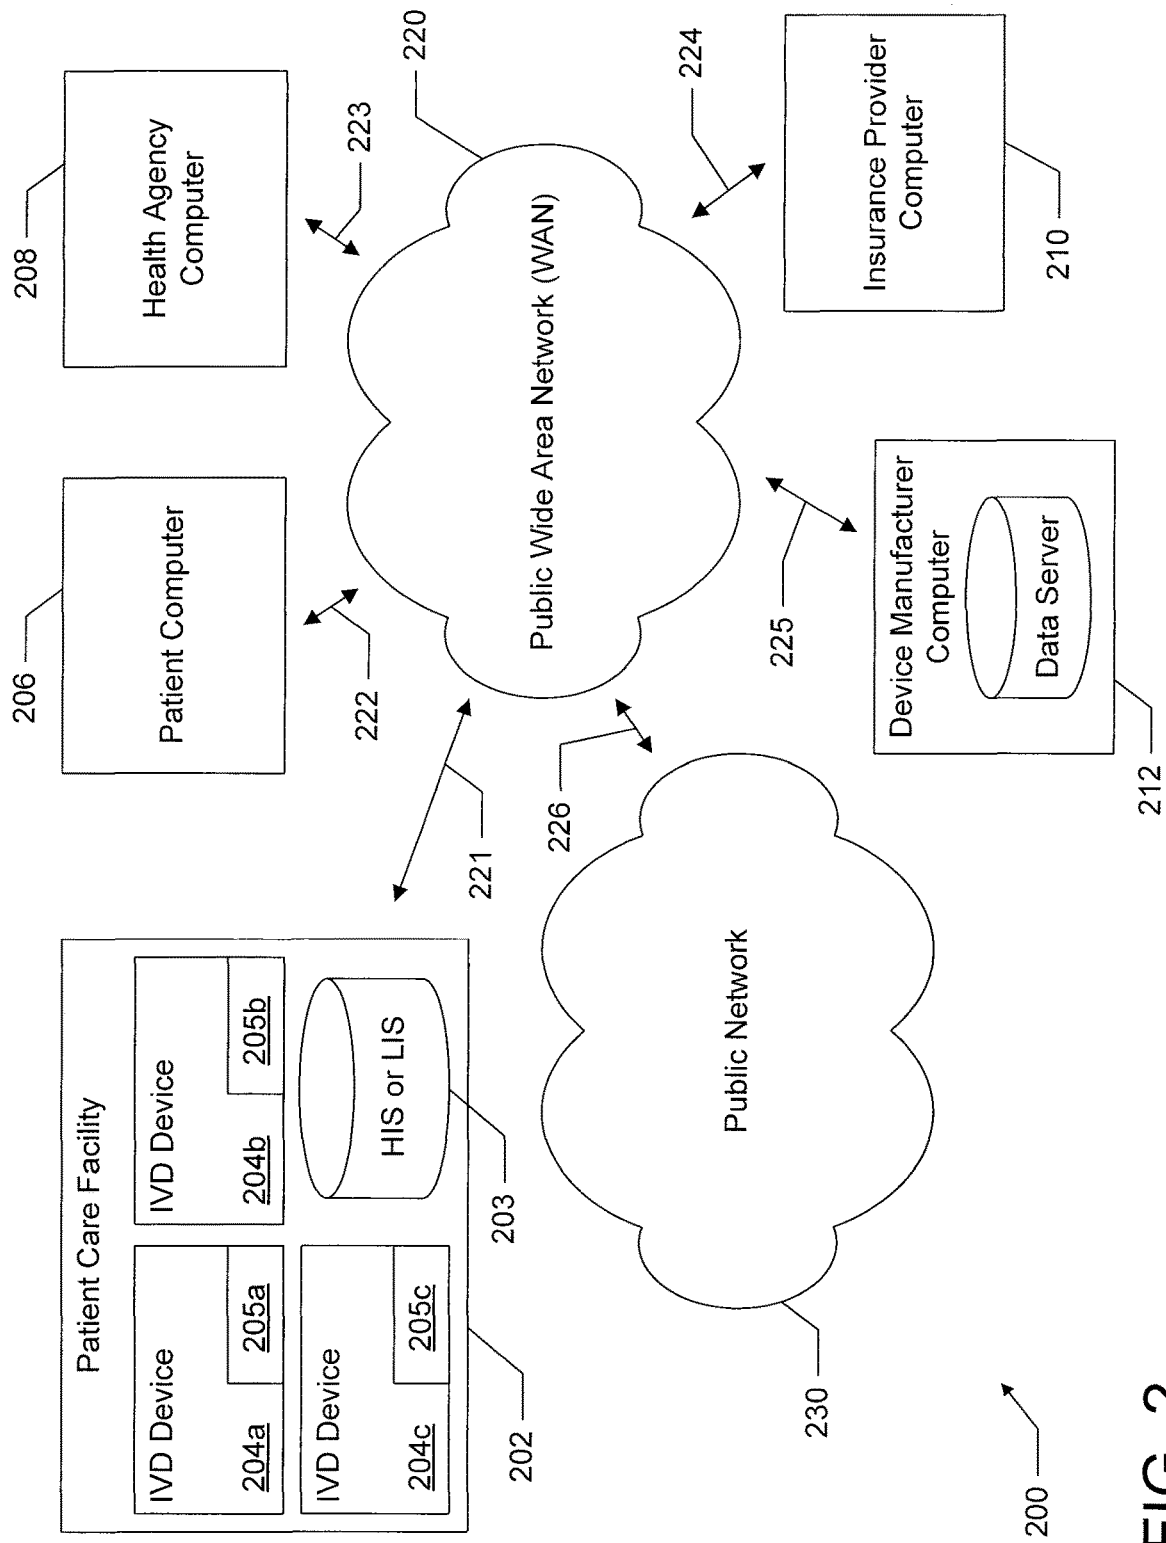 Patient Care Facility
IVD Device
204a
205a
IVD Device
204b
205b
IVD Device
204c
205c
HIS or LIS
203
202
206
Patient Computer
208
Health Agency
Computer
221
222
223
220
Public Wide Area Network (WAN)
224
225
226
Public Network
230
Device Manufacturer
Computer
Data Server
212
Insurance Provider
Computer
210
200
FIG. 2